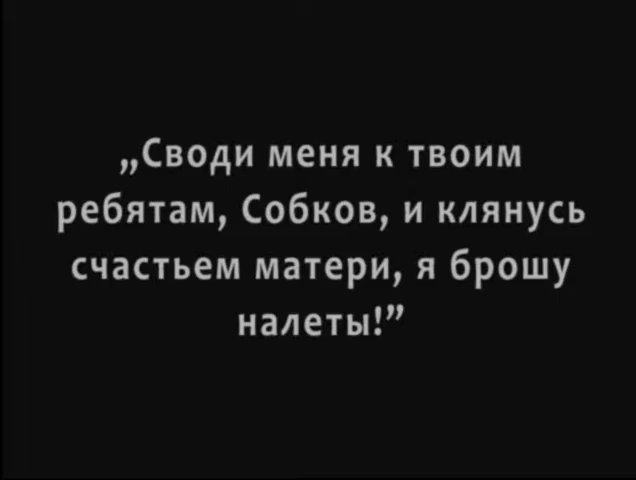 „Своди меня к твоим
ребятам, Собков, и клянусь
счастьем матери, я брошу
налеты!”